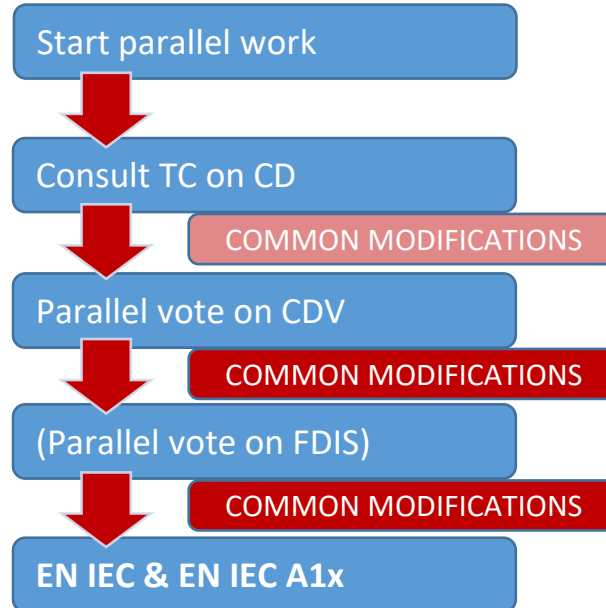 Start parallel work
Consult TC on CD
COMMON MODIFICATIONS
Parallel vote on CDV
COMMON MODIFICATIONS
(Parallel vote on FDIS)
COMMON MODIFICATIONS
EN IEC & EN IEC A1x